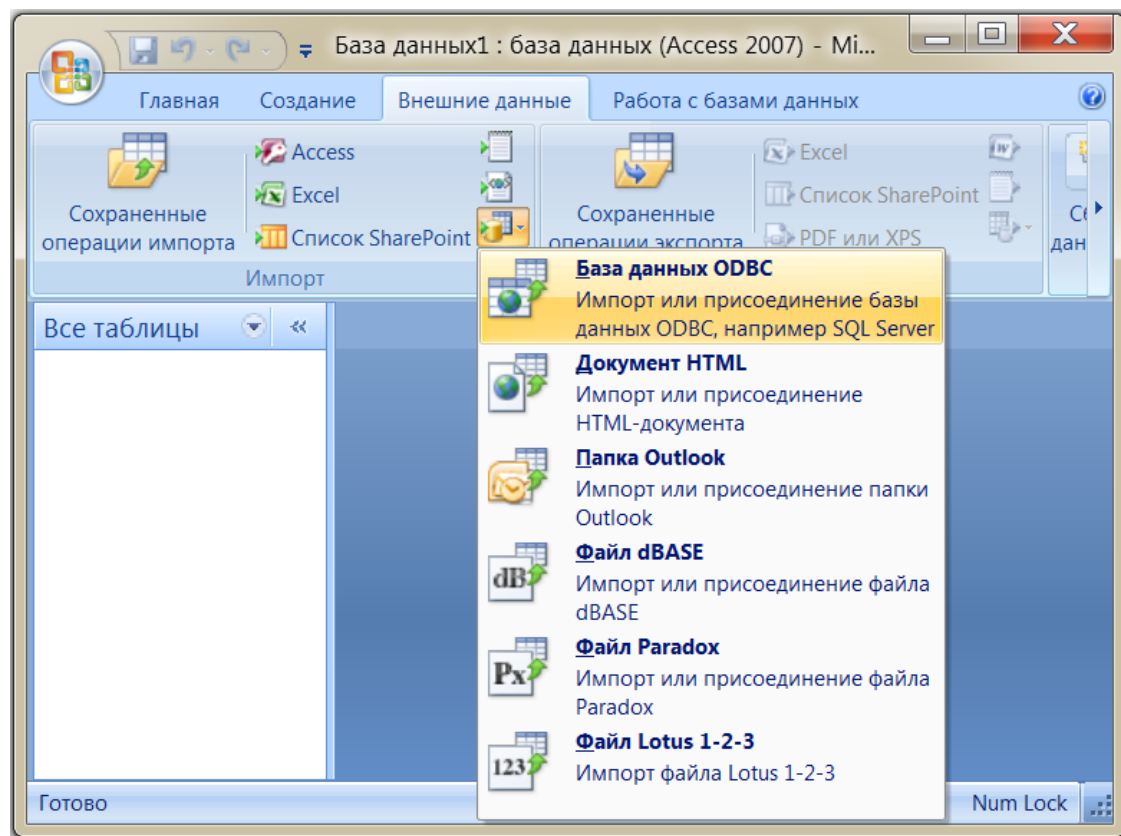 База данных1 : база данных (Access 2007) - Mi...
Главная Создание Внешние данные Работа с базами данных
Сохраненные
операции импорта
Access
Excel
Список SharePoint
Импорт
Сохраненные
операции экспорта
Excel
Список SharePoint
PDF или XPS
дан
Все таблицы
База данных ODBC
Импорт или присоединение базы
данных ODBC, например SQL Server
Документ HTML
Импорт или присоединение
HTML-документа
Папка Outlook
Импорт или присоединение папки
Outlook
dB
Файл dBASE
Импорт или присоединение файла
dBASE
Px
Файл Paradox
Импорт или присоединение файла
Paradox
123
Файл Lotus 1-2-3
Импорт файла Lotus 1-2-3
Готово
Num Lock